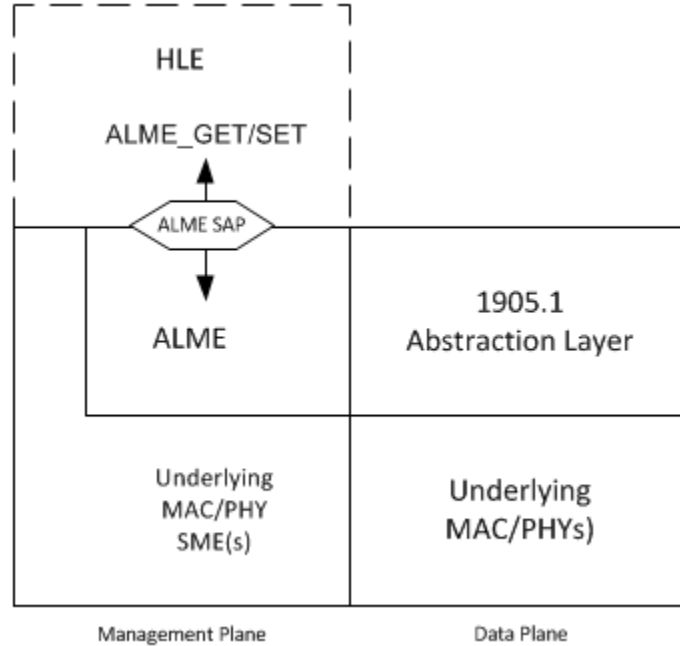 HLE
ALME_GET/SET
ALME SAP
ALME
1905.1
Abstraction Layer
Underlying
MAC/PHY
SME(s)
Underlying
MAC/PHYs)
Management Plane
Data Plane